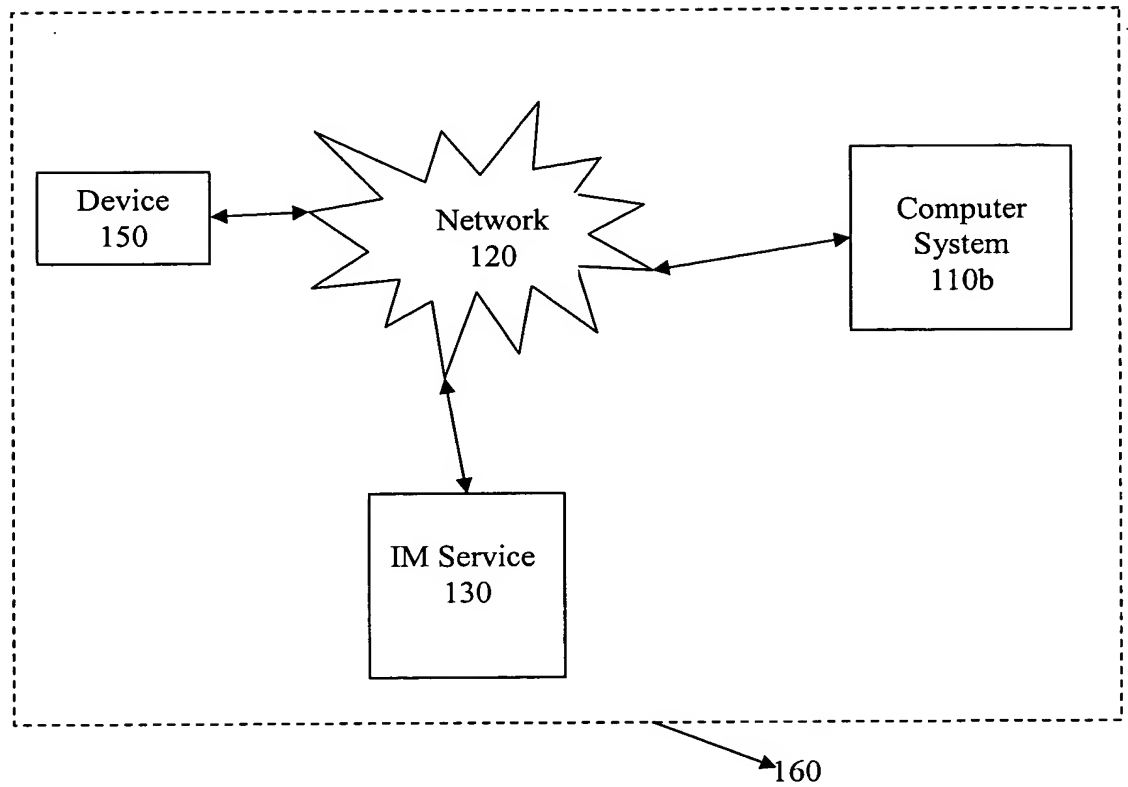 Device
150
Network
120
Computer
System
110b
IM Service
130
160